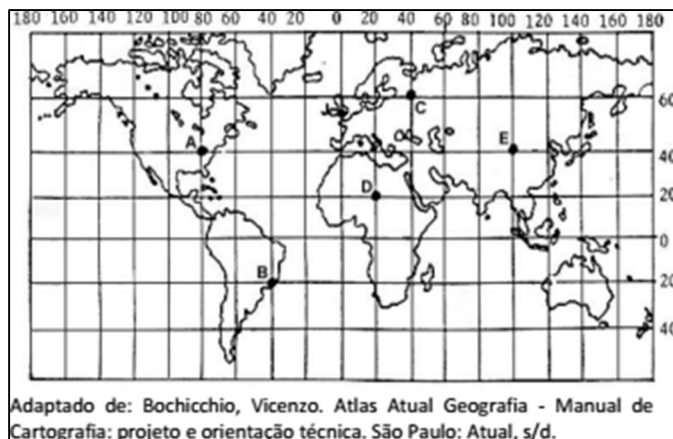 180 160 140 120 100 80 60 40 20 0 20 40 60 80 100 120 140 160 180
60
C
A
E
40
D
20
0
B
20
40
Adaptado de: Bochicchio, Vicenzo. Atlas Atual Geografia - Manual de
Cartografia: projeto e orientação técnica. São Paulo: Atual, s/d.